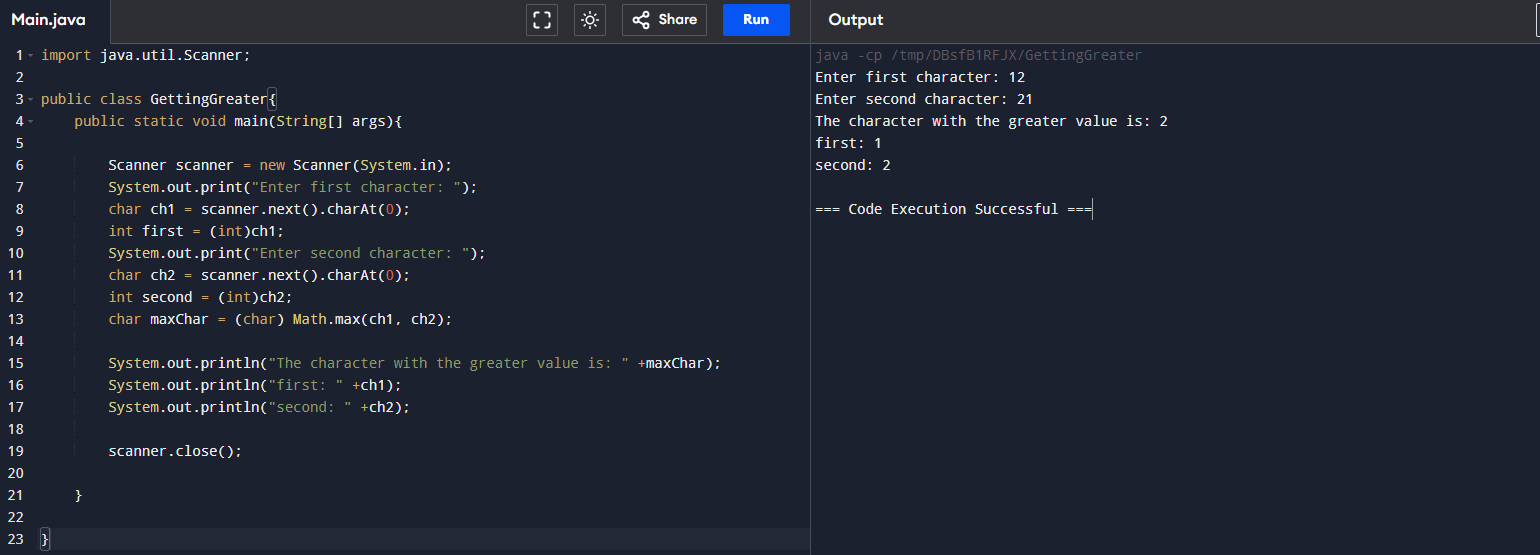 Main.java
Share
Run
Output
1 import java.util.Scanner;
2
3 public class GettingGreater{
4     public static void main(String[] args){
5
6         Scanner scanner = new Scanner(System.in);
7         System.out.print("Enter first character: ");
8         char ch1 = scanner.next().charAt(0);
9         int first = (int)ch1;
10         System.out.print("Enter second character: ");
11         char ch2 = scanner.next().charAt(0);
12         int second = (int)ch2;
13         char maxChar = (char) Math.max(ch1, ch2);
14
15         System.out.println("The character with the greater value is: " +maxChar);
16         System.out.println("first: " +ch1);
17         System.out.println("second: " +ch2);
18
19         scanner.close();
20
21     }
22
23 }
java -cp /tmp/DBsfB1RFJX/GettingGreater
Enter first character: 12
Enter second character: 21
The character with the greater value is: 2
first: 1
second: 2
=== Code Execution Successful ===